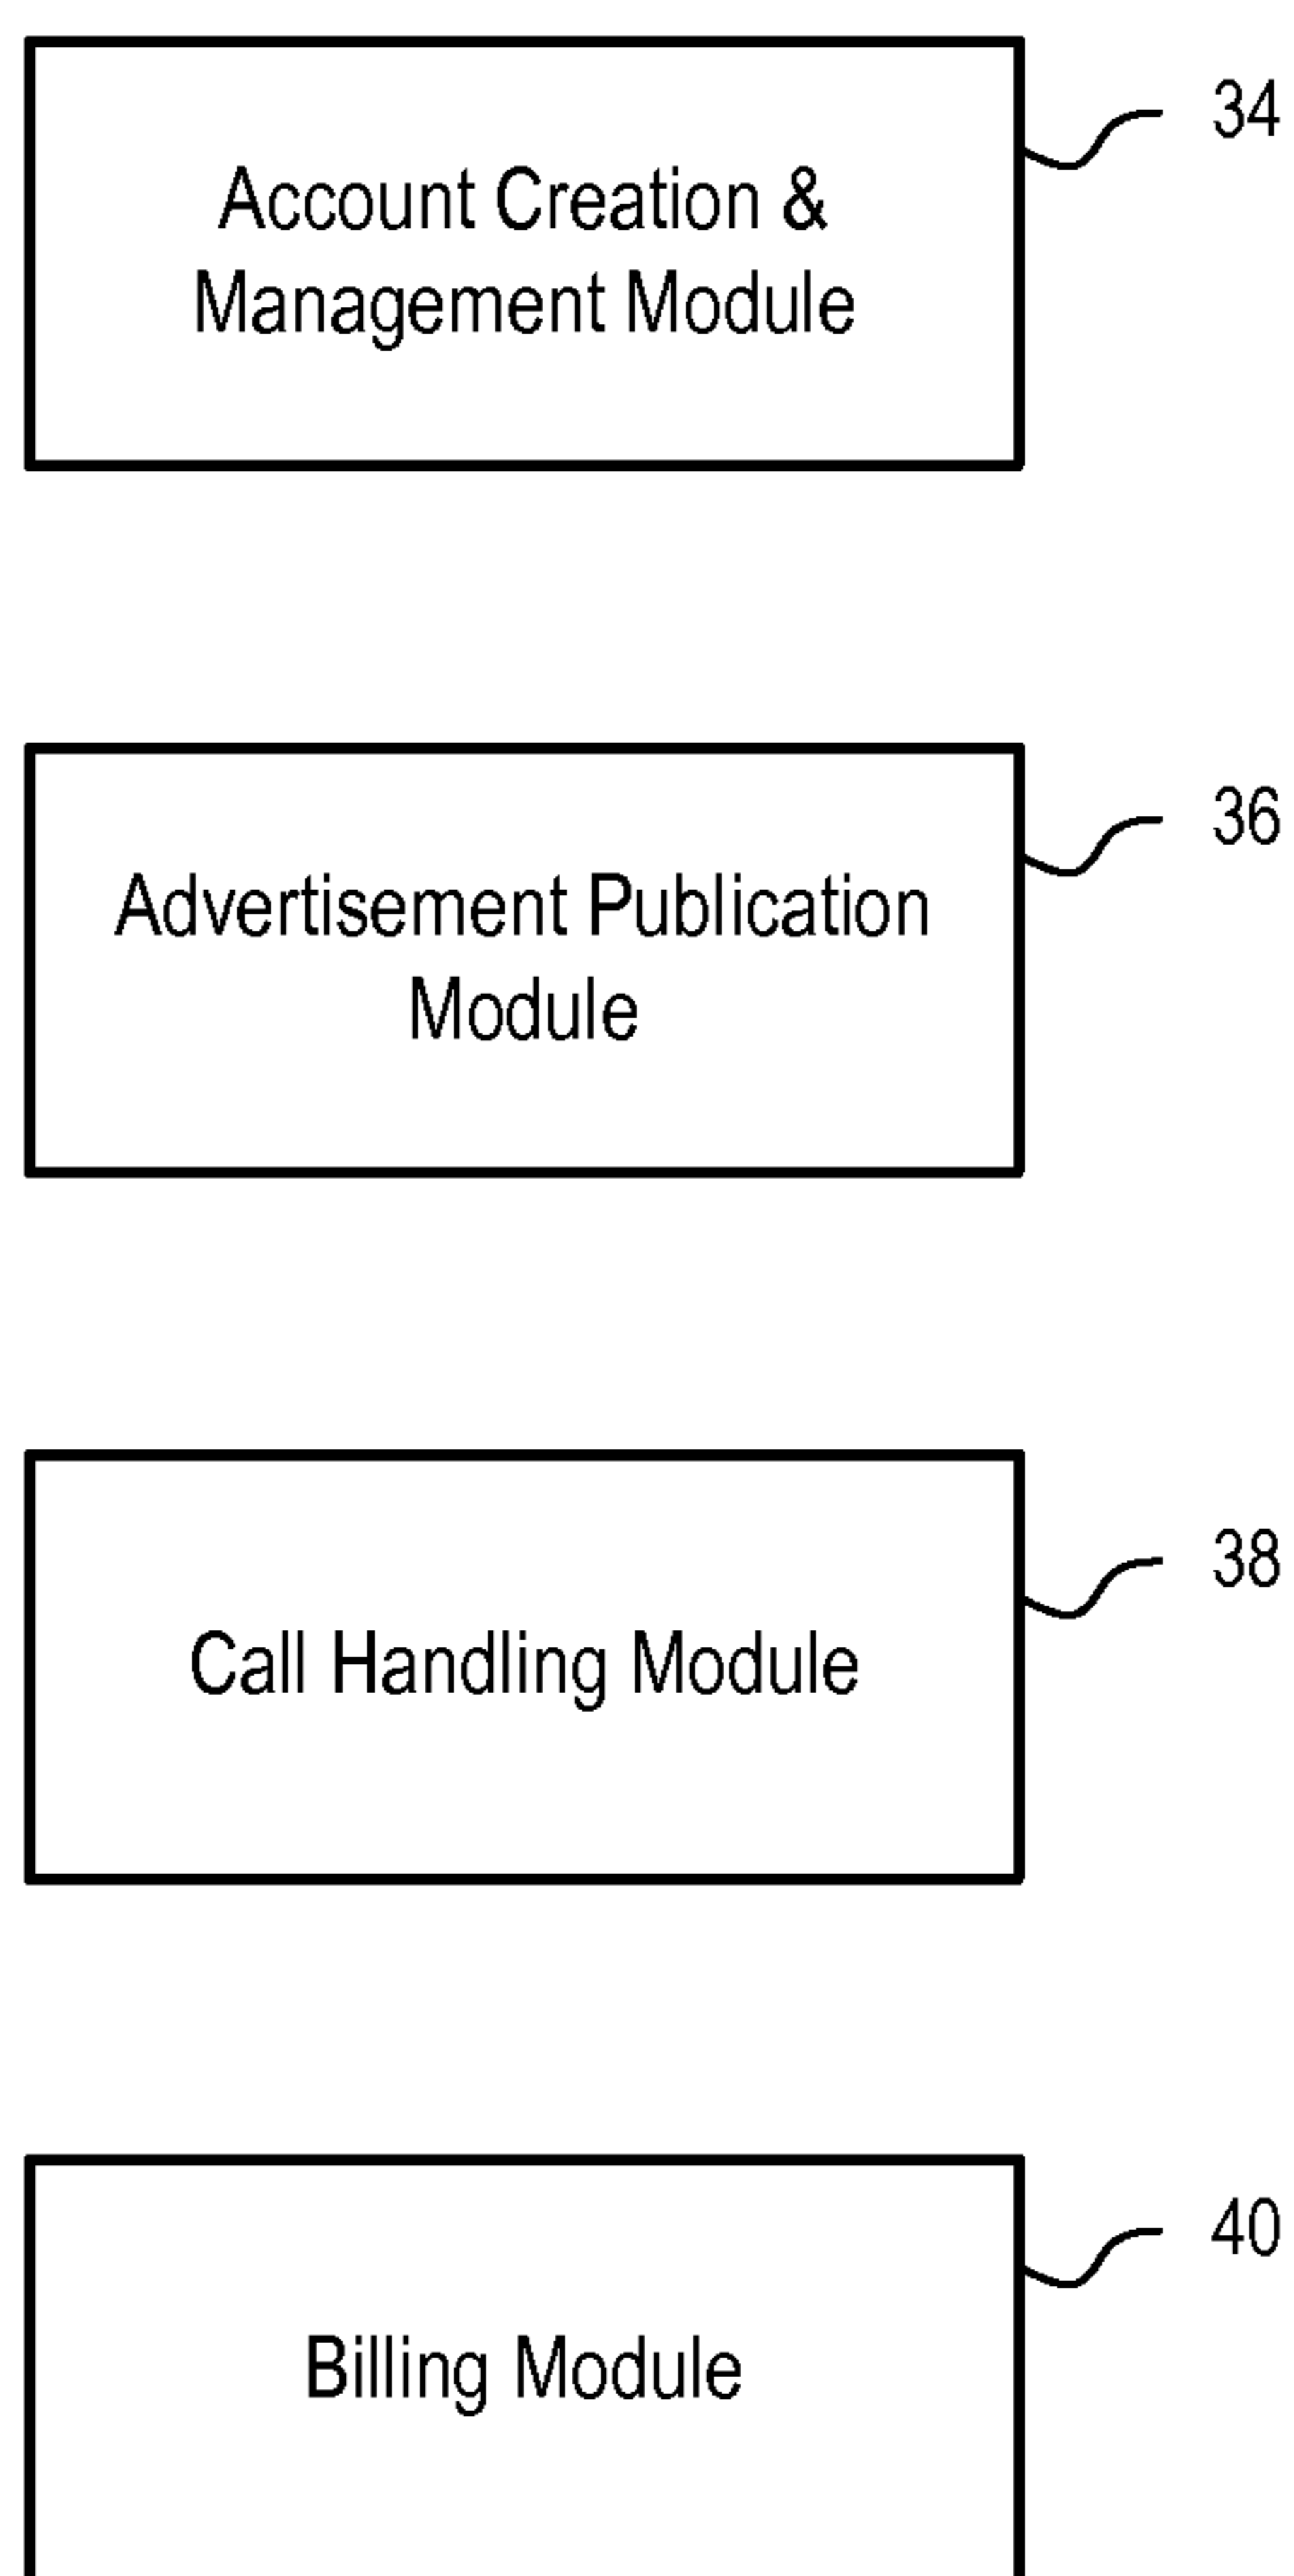 34
Account Creation &
Management Module
36
Advertisement Publication
Module
38
Call Handling Module
40
Billing Module